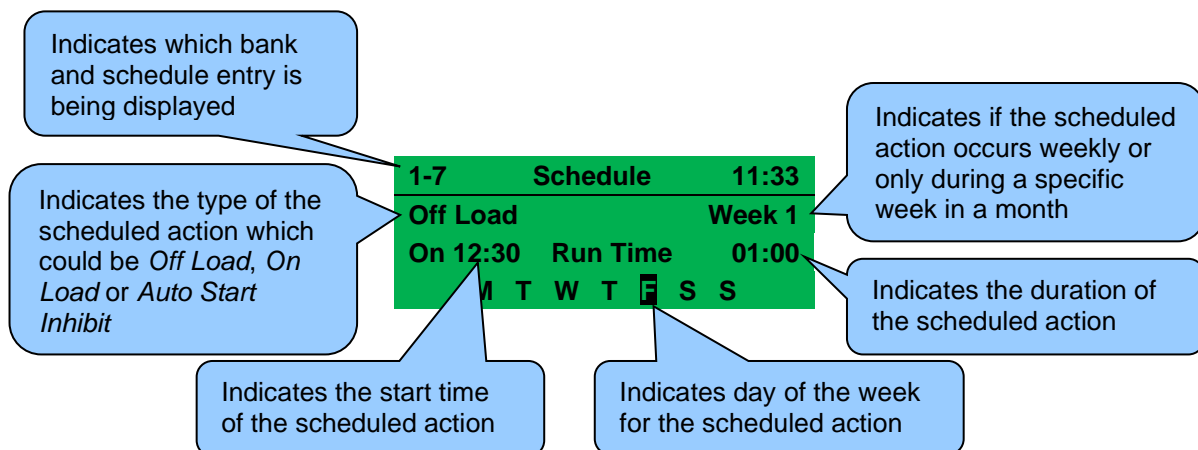 Indicates which bank
and schedule entry is
being displayed
Indicates the type of the
scheduled action which
could be Off Load, On
Load or Auto Start
Inhibit
1-7 Schedule 11:33
Off Load Week 1
On 12:30 Run Time 01:00
M T W T F S S
Indicates if the scheduled
action occurs weekly or
only during a specific
week in a month
Indicates the duration of
the scheduled action
Indicates the start time
of the scheduled action
Indicates day of the week
for the scheduled action